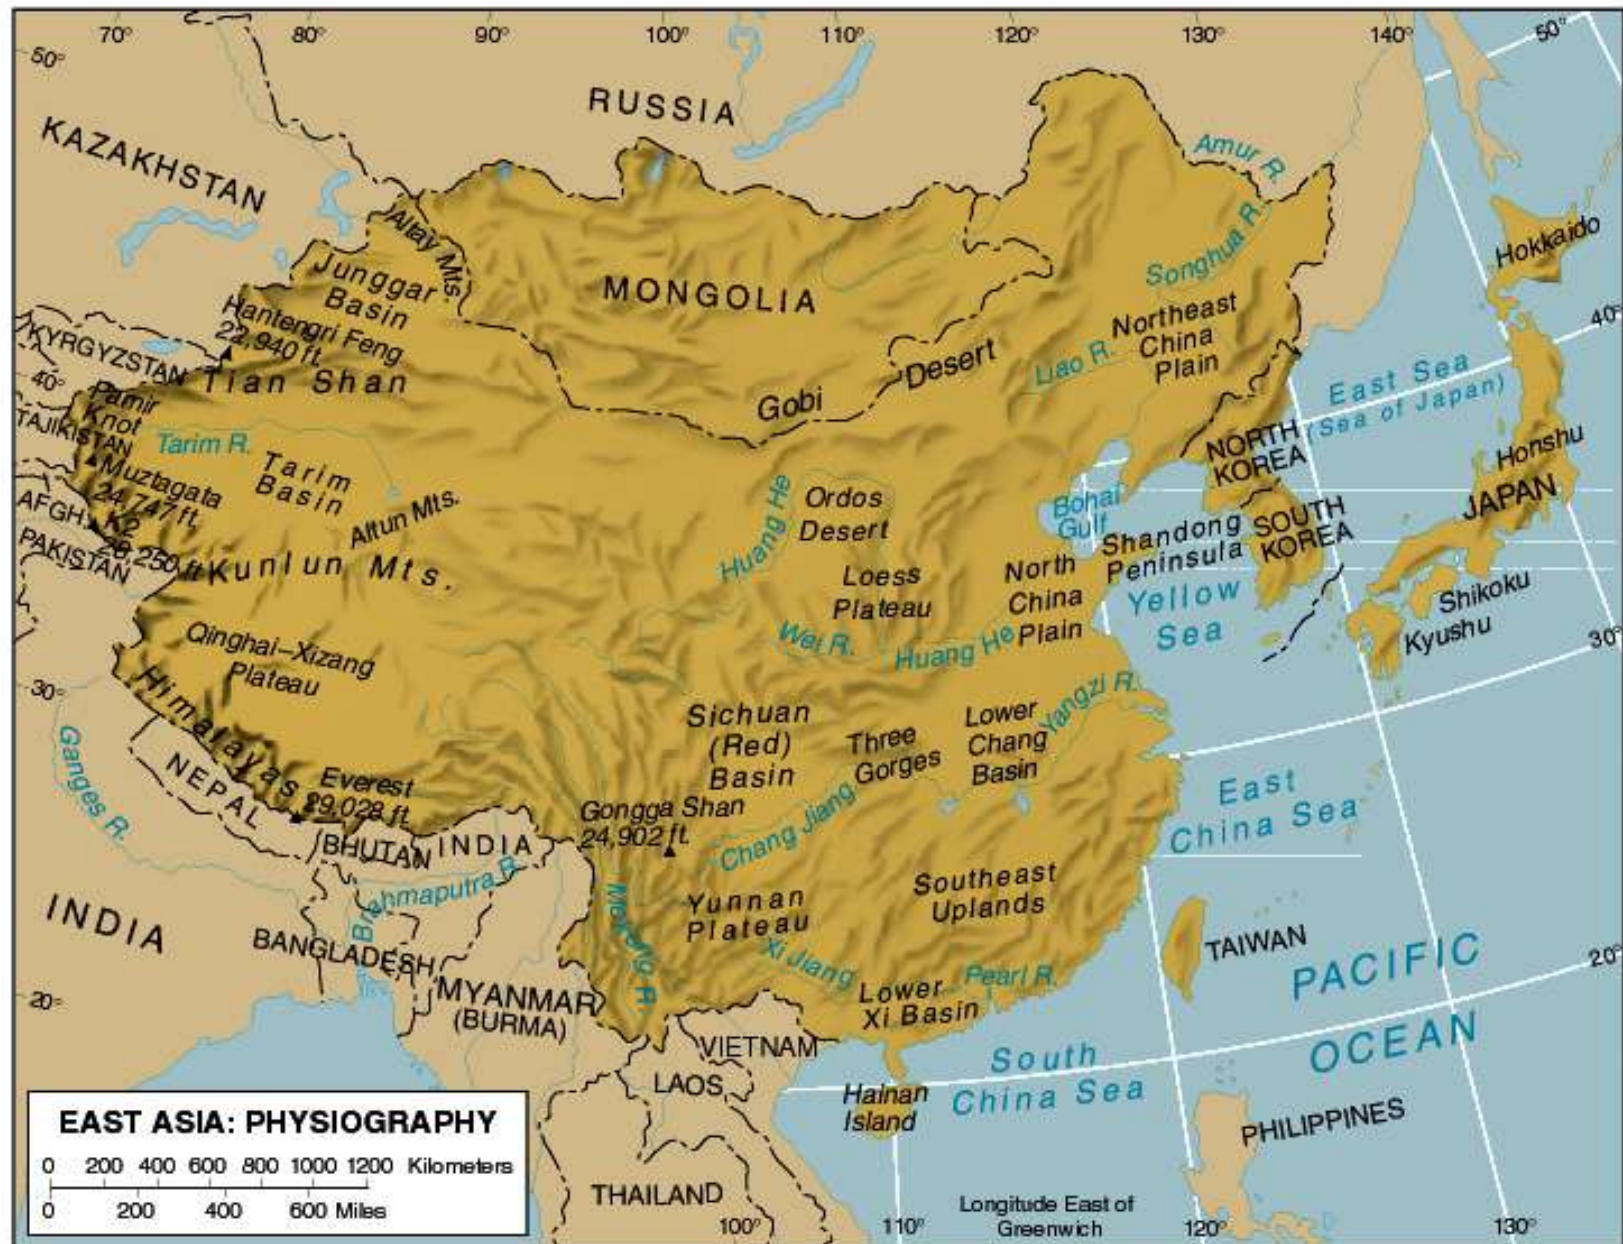 70°
80°
90°
100°
110°
120°
130°
140°
50°
50°
RUSSIA
KAZAKHSTAN
Amur R.
Altay Mts.
Songhua R.
Hokkaido
Junggar
Basin
MONGOLIA
Hantengri Feng
22,940 ft.
Northeast
China
Plain
40°
KYRGYZSTAN
Tian Shan
Gobi
Desert
Liao R.
East Sea
(Sea of Japan)
40°
Pamir
Knot
TAJIKISTAN
Tarim R.
Tarim
Basin
Muztagata
24,747 ft.
Altun Mts.
Huang He
Ordos
Desert
Bohai
Gulf
NORTH
KOREA
Honshu
JAPAN
AFGH.
K2
28,250 ft.
PAKISTAN
Kunlun Mts.
Loess
Plateau
North
China
Plain
Shandong
Peninsula
SOUTH
KOREA
Yellow
Sea
Shikoku
Kyushu
30°
Qinghai–Xizang
Plateau
Wei R.
Huang He
30°
Himalayas
Ganges R.
NEPAL
Everest
29,028 ft.
Sichuan
(Red)
Basin
Three
Gorges
Lower
Chang
Basin
Yangzi R.
East
China Sea
Gongga Shan
24,902 ft.
Chang Jiang
BHUTAN
INDIA
Brahmaputra R.
INDIA
BANGLADESH
Mekong R.
Yunnan
Plateau
Southeast
Uplands
Xi Jiang
Pearl R.
TAIWAN
PACIFIC
OCEAN
20°
20°
MYANMAR
(BURMA)
Lower
Xi Basin
VIETNAM
LAOS
South
China Sea
Hainan
Island
PHILIPPINES
THAILAND
EAST ASIA: PHYSIOGRAPHY
0 200 400 600 800 1000 1200 Kilometers
0 200 400 600 Miles
100°
110°
Longitude East of
Greenwich
120°
130°